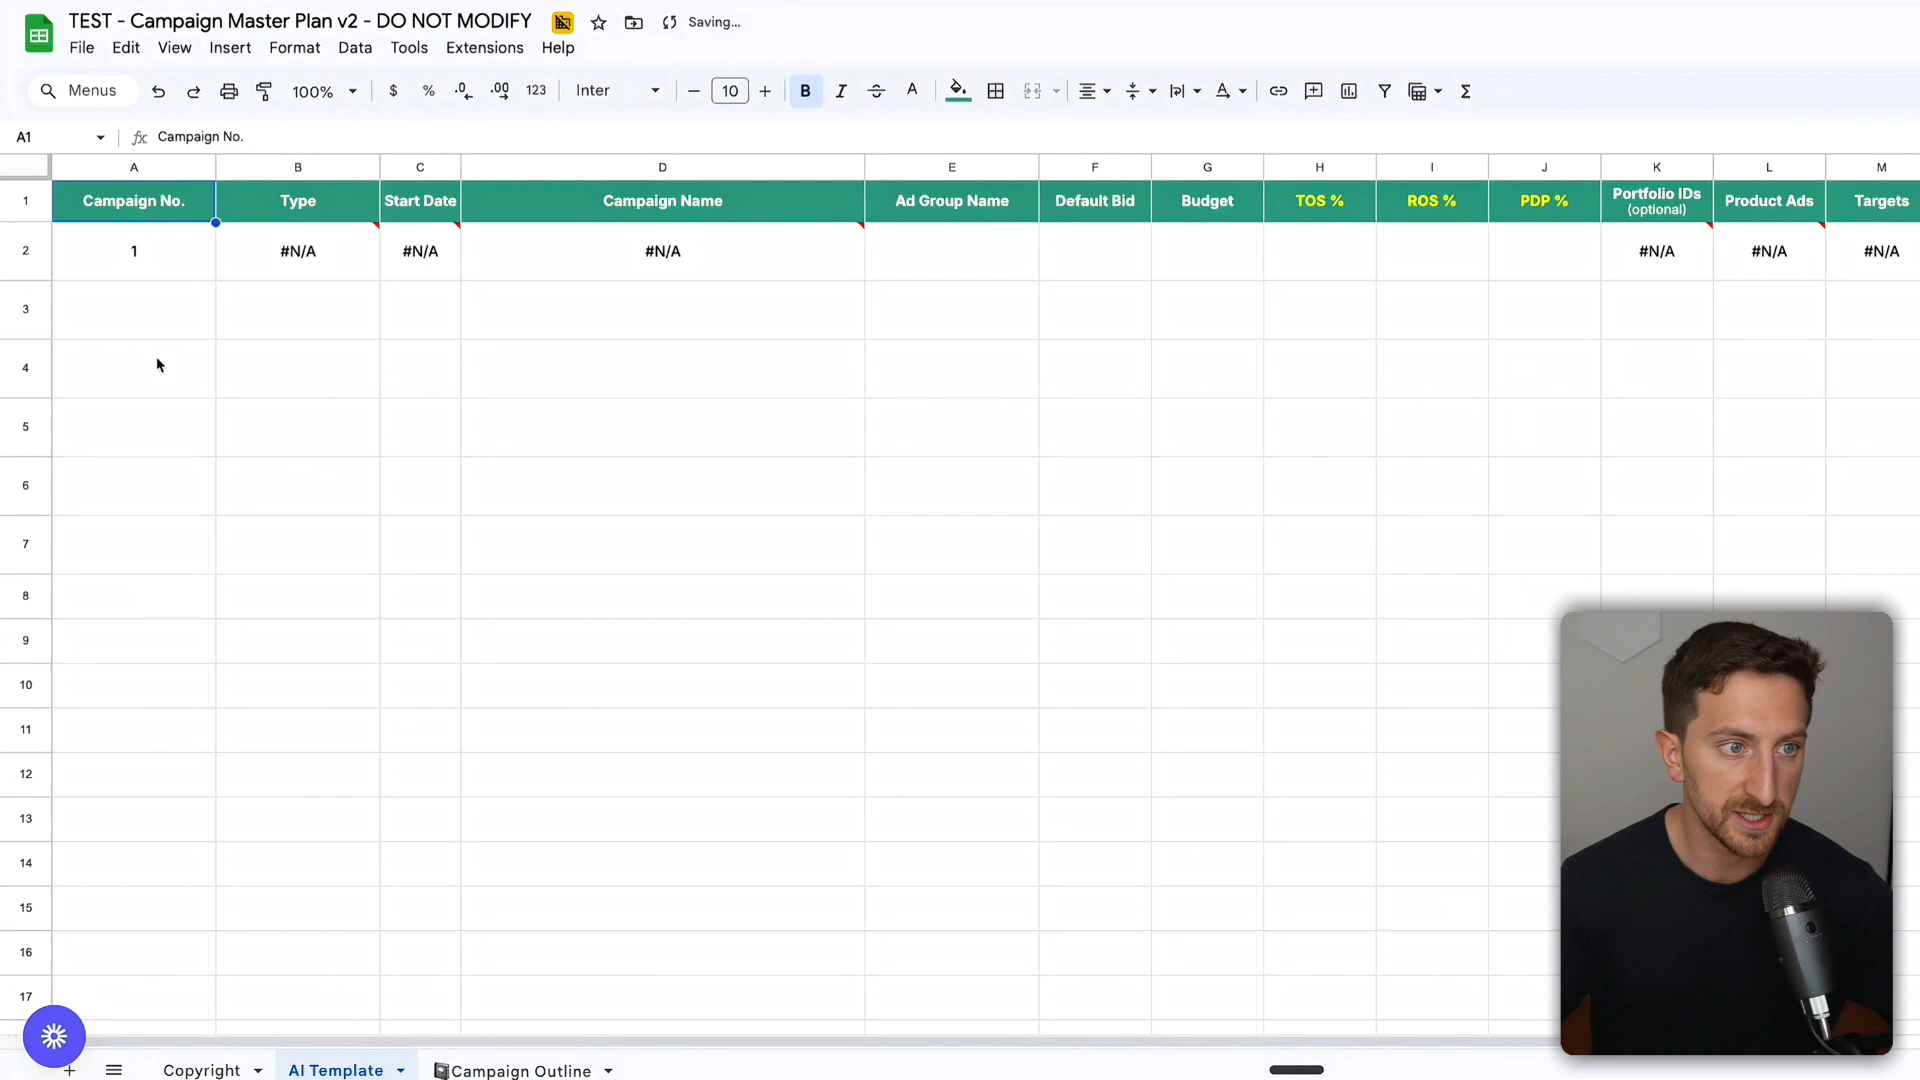 TEST - Campaign Master Plan v2 - DO NOT MODIFY Saving...
File Edit View Insert Format Data Tools Extensions Help
Menus 100% $ % .0 .00 123 Inter 10 B I A A Σ
A1 fx Campaign No.
A B C D E F G H I J K L M
1 Campaign No. Type Start Date Campaign Name Ad Group Name Default Bid Budget TOS % ROS % PDP % Portfolio IDs (optional) Product Ads Targets
2 1 #N/A #N/A #N/A #N/A #N/A #N/A
3
4
5
6
7
8
9
10
11
12
13
14
15
16
17
+ Copyright AI Template Campaign Outline